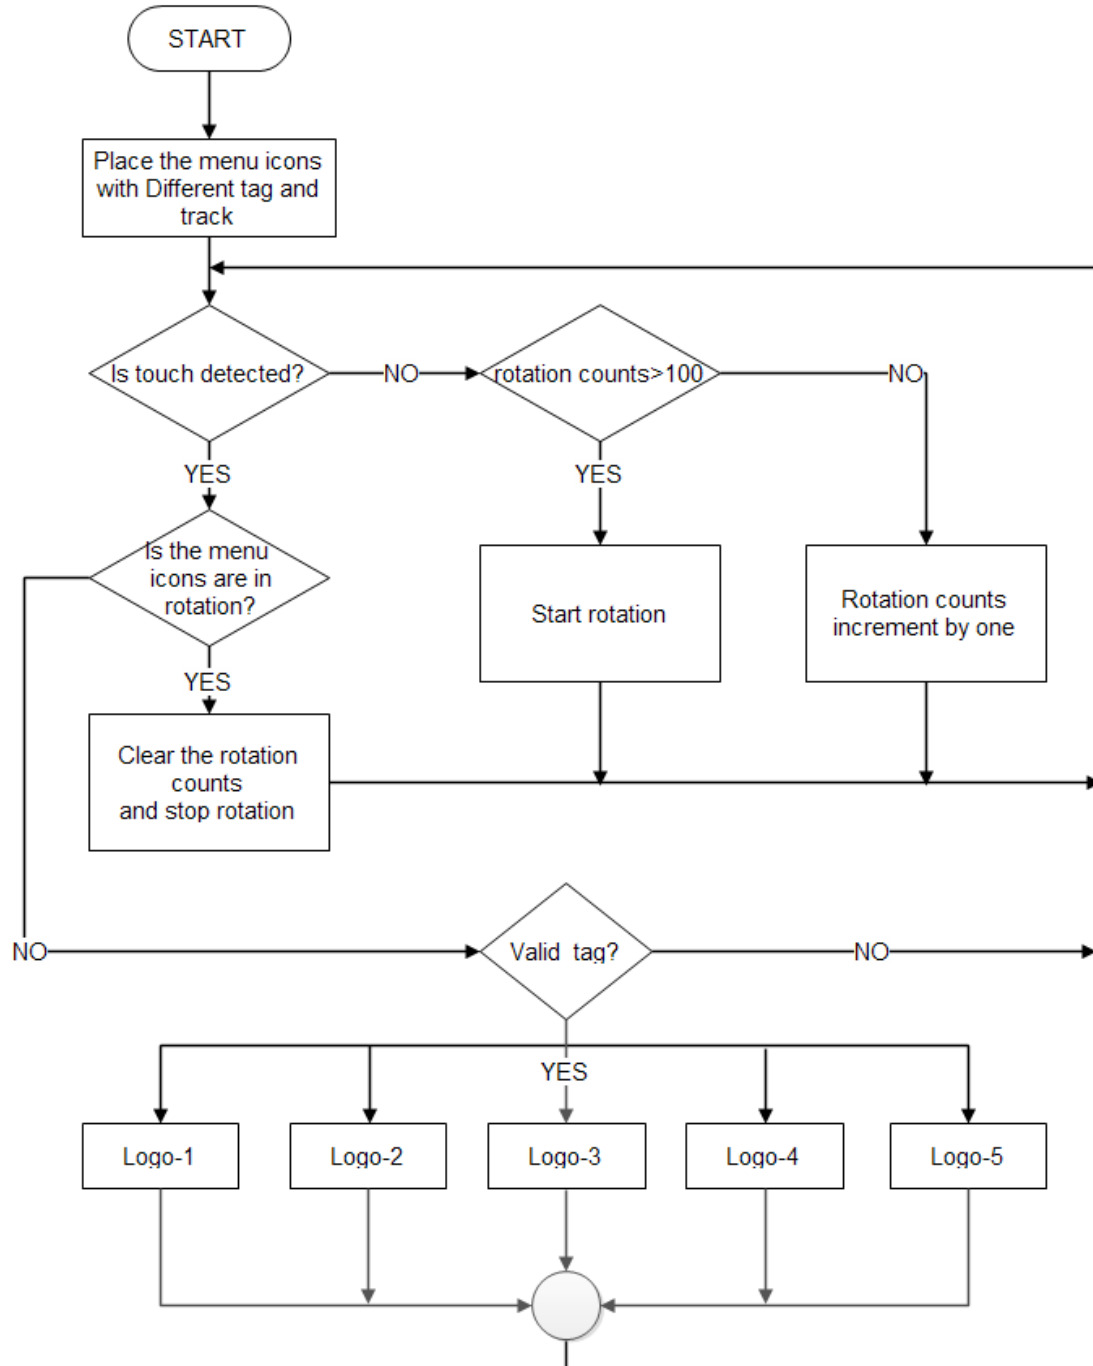 START
Place the menu icons
with Different tag and
track
Is touch detected?
NO
rotation counts>100
NO
YES
YES
Is the menu
icons are in
rotation?
Start rotation
Rotation counts
increment by one
YES
Clear the rotation
counts
and stop rotation
NO
Valid tag?
NO
YES
Logo-1
Logo-2
Logo-3
Logo-4
Logo-5